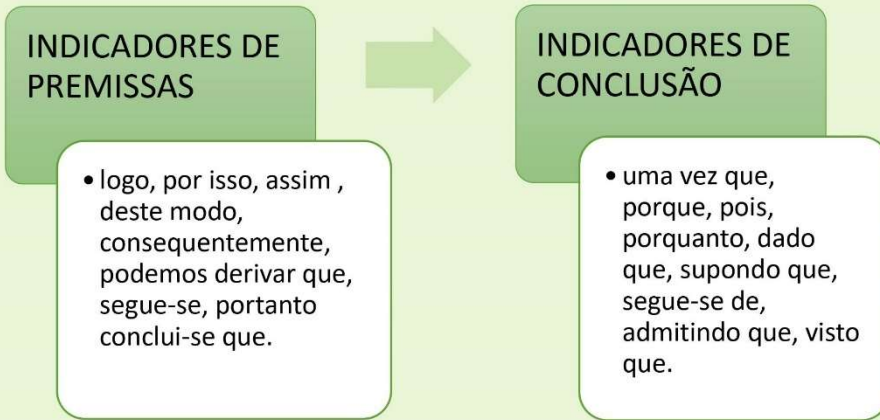 INDICADORES DE
PREMISSAS
• logo, por isso, assim ,
deste modo,
consequentemente,
podemos derivar que,
segue-se, portanto
conclui-se que.
INDICADORES DE
CONCLUSÃO
• uma vez que,
porque, pois,
porquanto, dado
que, supondo que,
segue-se de,
admitindo que, visto
que.